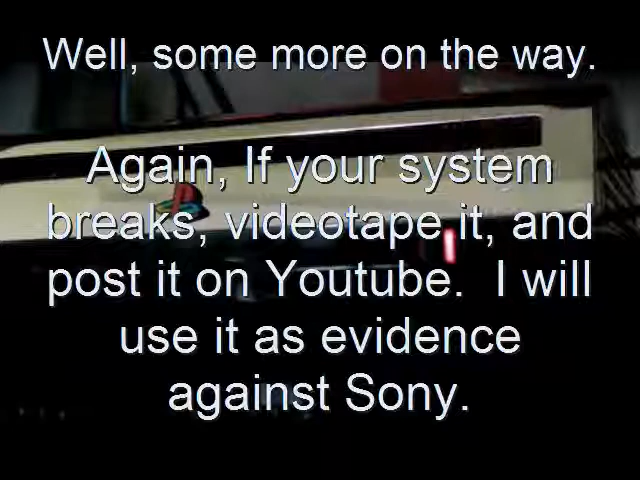 Well, some more on the way.
Again, If your system
breaks, videotape it, and
post it on Youtube.  I will
use it as evidence
against Sony.